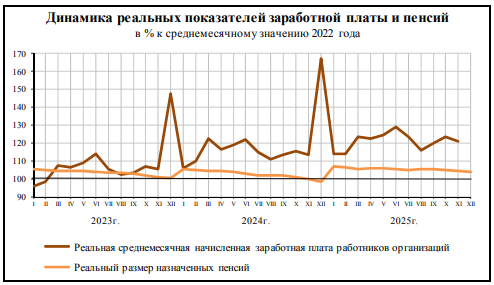 Динамика реальных показателей заработной платы и пенсий
в % к среднемесячному значению 2022 года
170
160
150
140
130
120
110
100
90
I II III IV V VI VII VIII IX X XI XII I II III IV V VI VII VIII IX X XI XII I II III IV V VI VII VIII IX X XI XII
2023г. 2024г. 2025г.
Реальная среднемесячная начисленная заработная плата работников организаций
Реальный размер назначенных пенсий